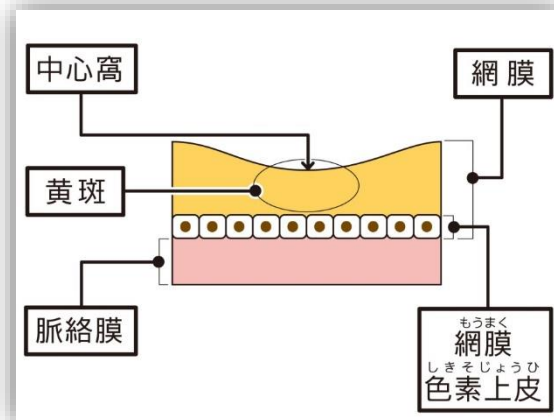 中心窩
網膜
黄斑
脈絡膜
もうまく
網膜
しきそじょうひ
色素上皮